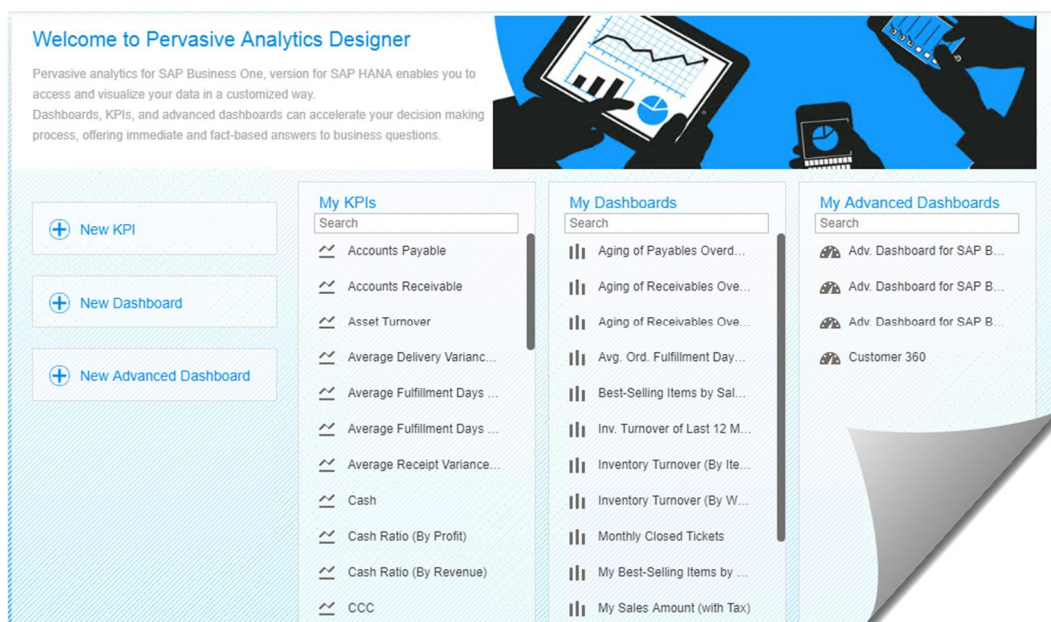 Welcome to Pervasive Analytics Designer
Pervasive analytics for SAP Business One, version for SAP HANA enables you to
access and visualize your data in a customized way.
Dashboards, KPIs, and advanced dashboards can accelerate your decision making
process, offering immediate and fact-based answers to business questions.
New KPI
New Dashboard
New Advanced Dashboard
My KPIs
Search
Accounts Payable
Accounts Receivable
Asset Turnover
Average Delivery Varianc...
Average Fulfillment Days ...
Average Fulfillment Days ...
Average Receipt Variance...
Cash
Cash Ratio (By Profit)
Cash Ratio (By Revenue)
CCC
My Dashboards
Search
Aging of Payables Overd...
Aging of Receivables Ove...
Aging of Receivables Ove...
Avg. Ord. Fulfillment Day...
Best-Selling Items by Sal...
Inv. Turnover of Last 12 M...
Inventory Turnover (By Ite...
Inventory Turnover (By W...
Monthly Closed Tickets
My Best-Selling Items by ...
My Sales Amount (with Tax)
My Advanced Dashboards
Search
Adv. Dashboard for SAP B...
Adv. Dashboard for SAP B...
Adv. Dashboard for SAP B...
Customer 360